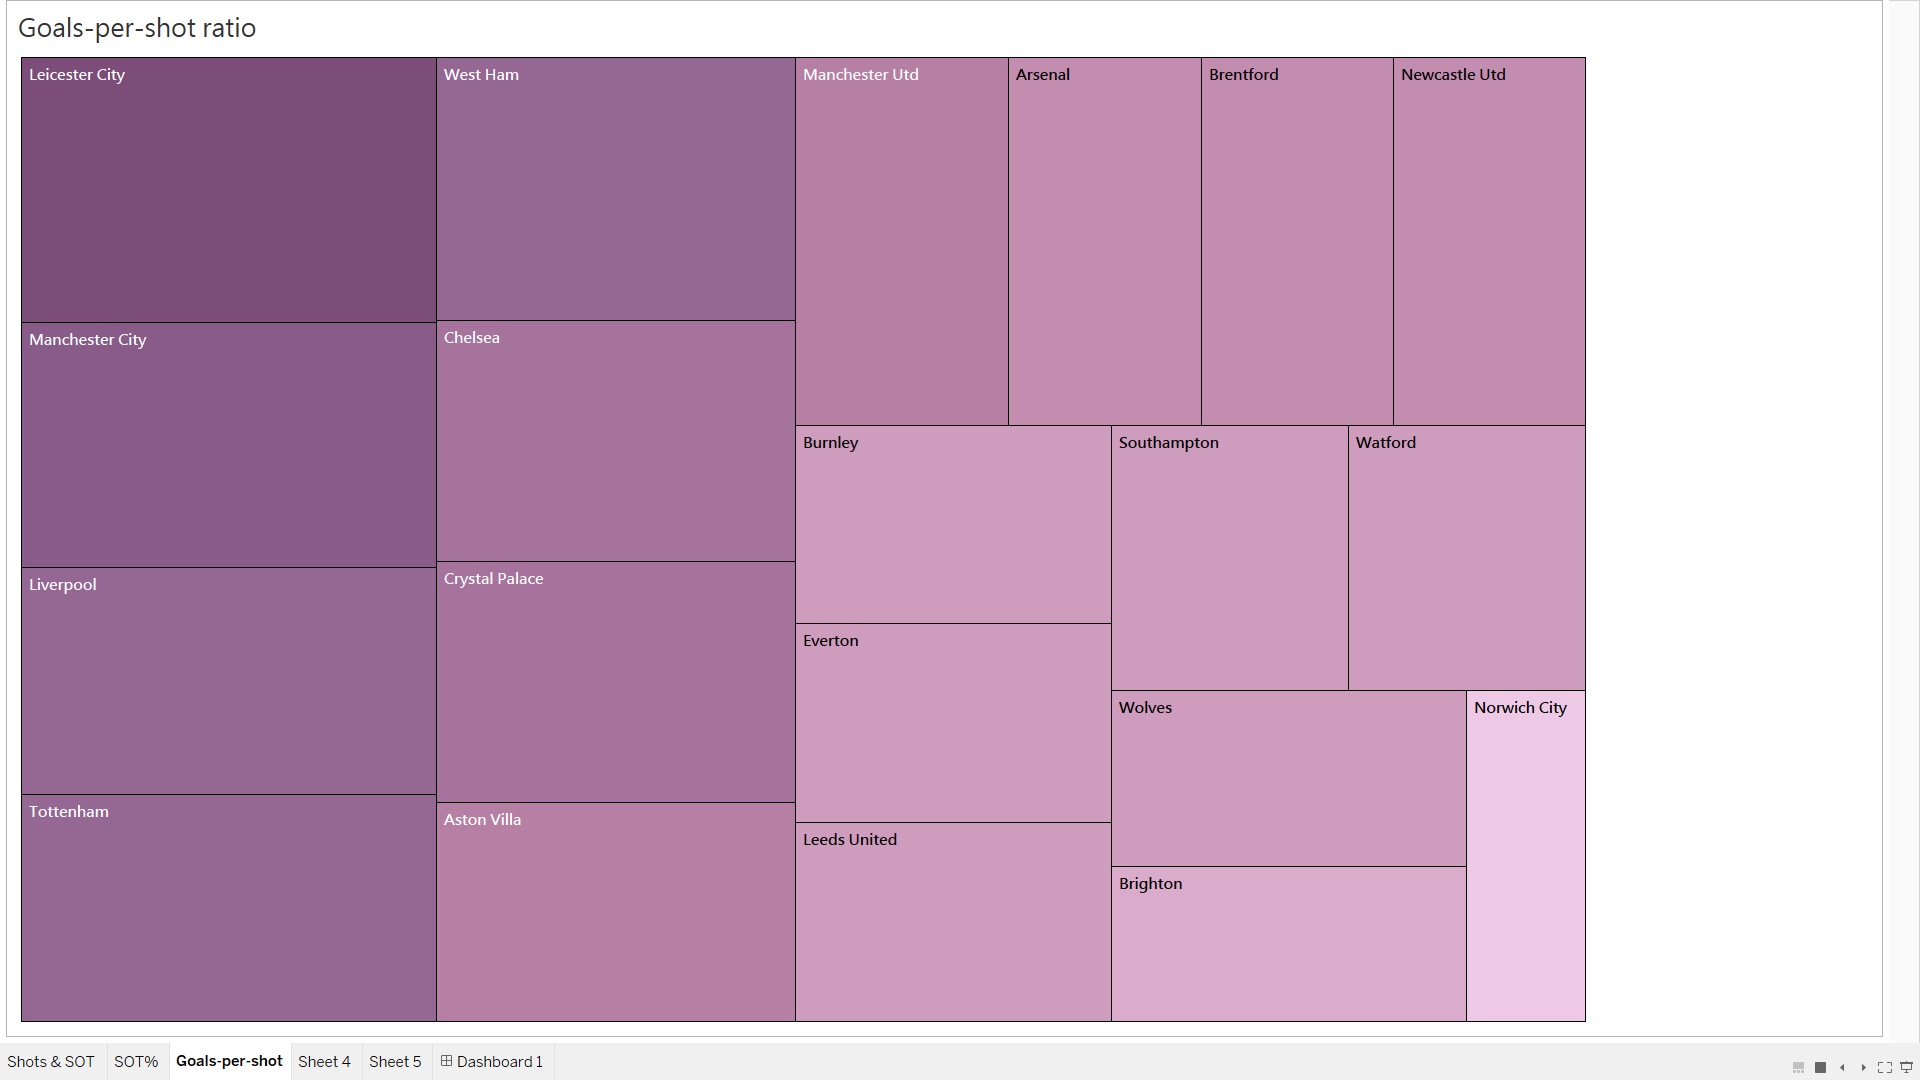 Goals-per-shot ratio
Leicester City
West Ham
Manchester Utd
Arsenal
Brentford
Newcastle Utd
Manchester City
Chelsea
Burnley
Southampton
Watford
Liverpool
Crystal Palace
Everton
Wolves
Norwich City
Tottenham
Aston Villa
Leeds United
Brighton
Shots & SOT
SOT%
Goals-per-shot
Sheet 4
Sheet 5
Dashboard 1